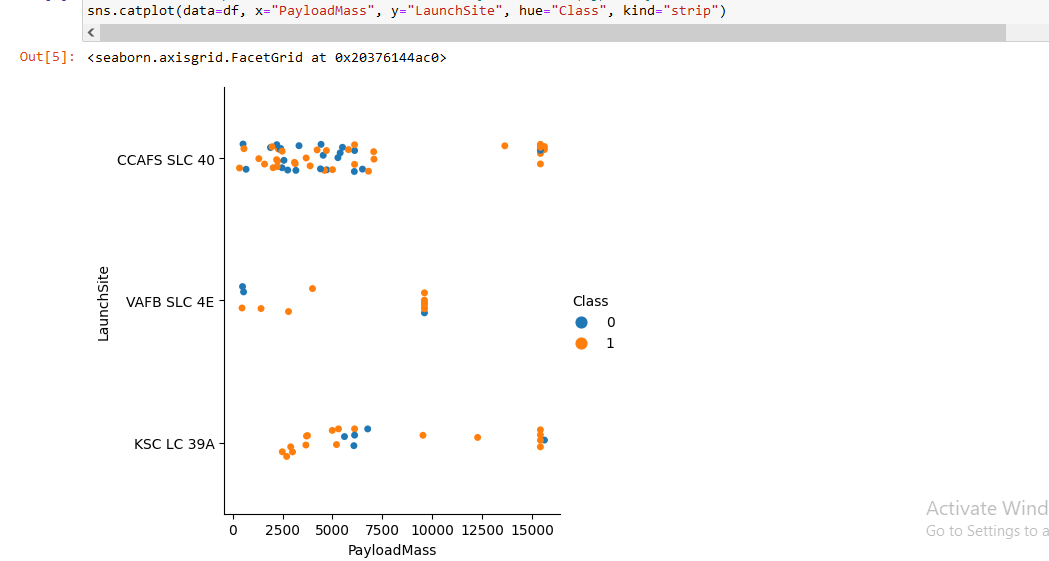 sns.catplot(data=df, x="PayloadMass", y="LaunchSite", hue="Class", kind="strip")
Out[5]: <seaborn.axisgrid.FacetGrid at 0x20376144ac0>
CCAFS SLC 40
VAFB SLC 4E
KSC LC 39A
LaunchSite
Class
0
1
0 2500 5000 7500 10000 12500 15000
PayloadMass
Activate Wind
Go to Settings to a